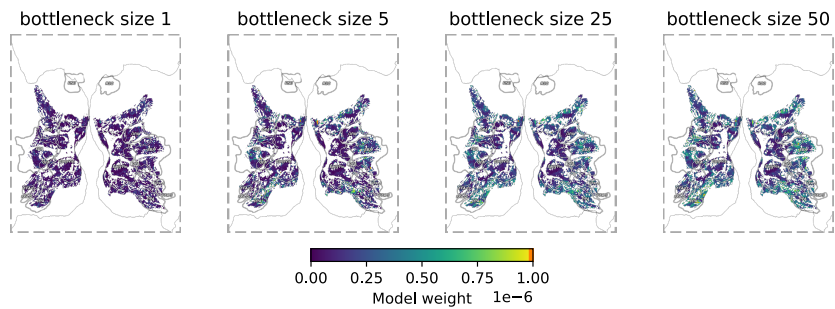 bottleneck size 1
bottleneck size 5
bottleneck size 25
bottleneck size 50
0.00 0.25 0.50 0.75 1.00
Model weight 1e-6